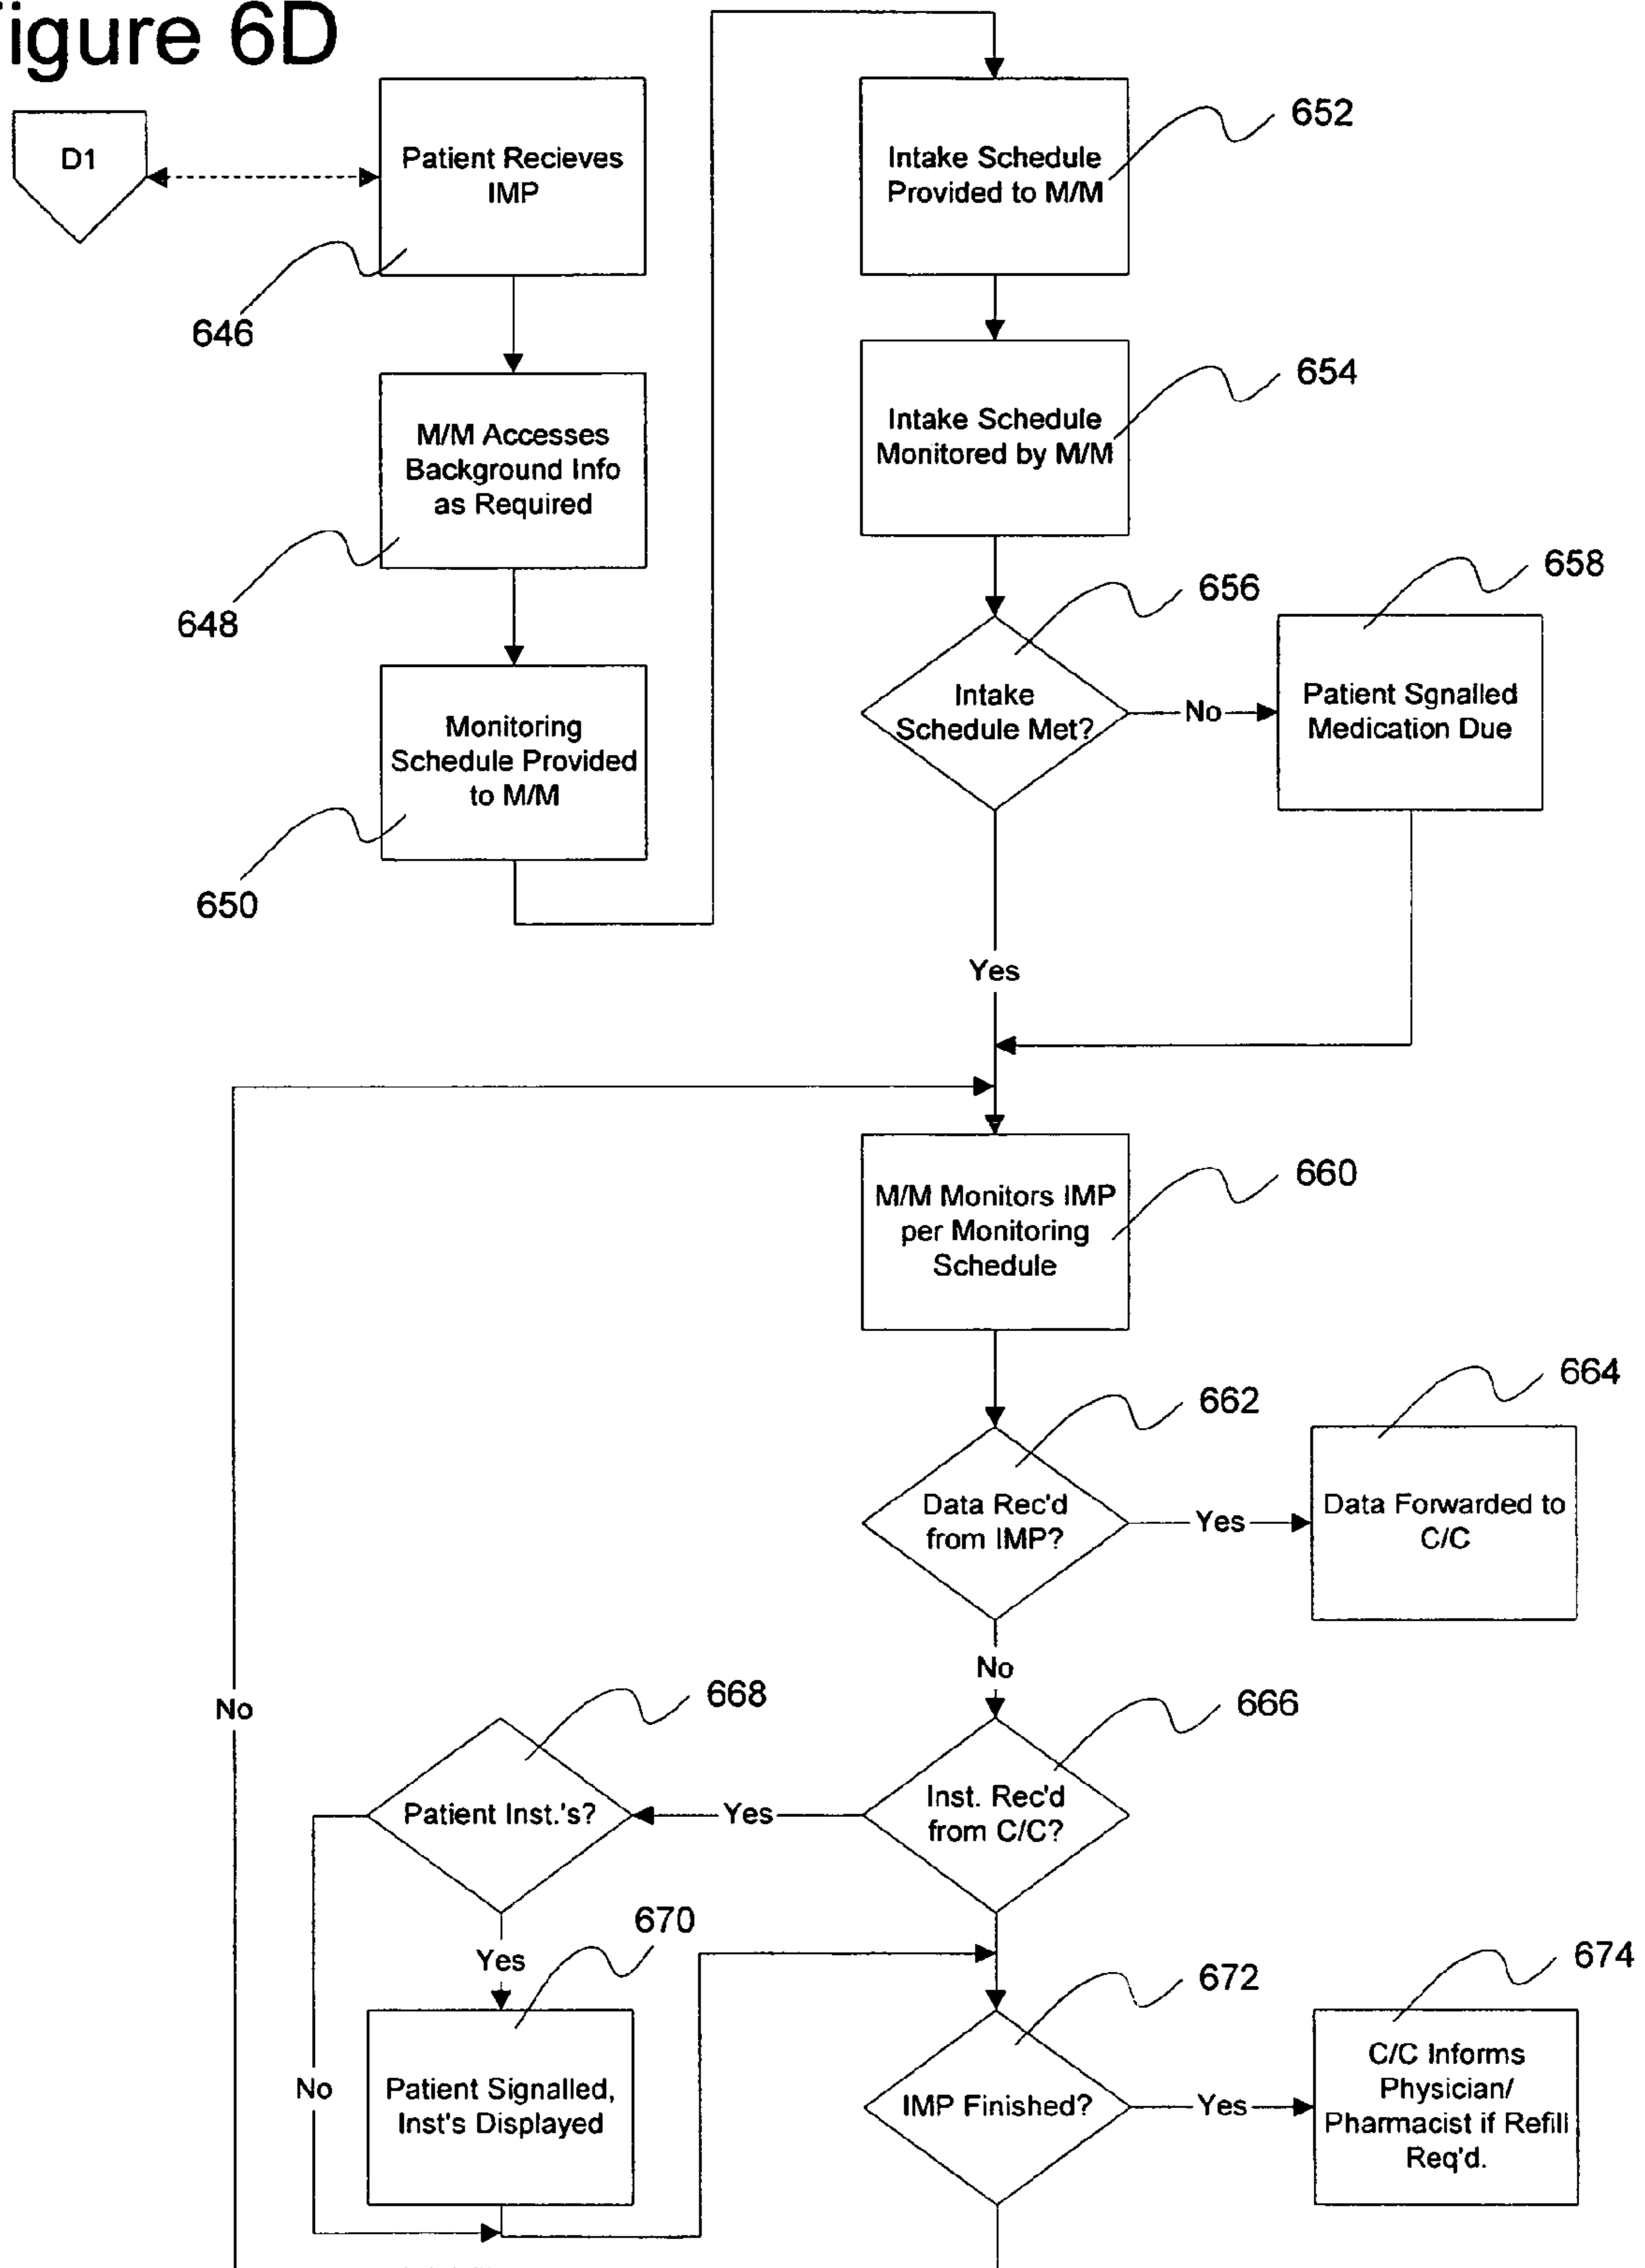 igure 6D
D1
Patient Recieves
IMP
646
M/M Accesses
Background Info
as Required
648
Monitoring
Schedule Provided
to M/M
650
Intake Schedule
Provided to M/M
652
Intake Schedule
Monitored by M/M
654
656
Intake
Schedule Met?
No
658
Patient Sgnalled
Medication Due
Yes
M/M Monitors IMP
per Monitoring
Schedule
660
662
Data Rec'd
from IMP?
Yes
664
Data Forwarded to
C/C
No
No
666
Inst. Rec'd
from C/C?
Yes
668
Patient Inst.'s?
Yes
670
No
Patient Signalled,
Inst's Displayed
672
IMP Finished?
Yes
674
C/C Informs
Physician/
Pharmacist if Refill
Req'd.